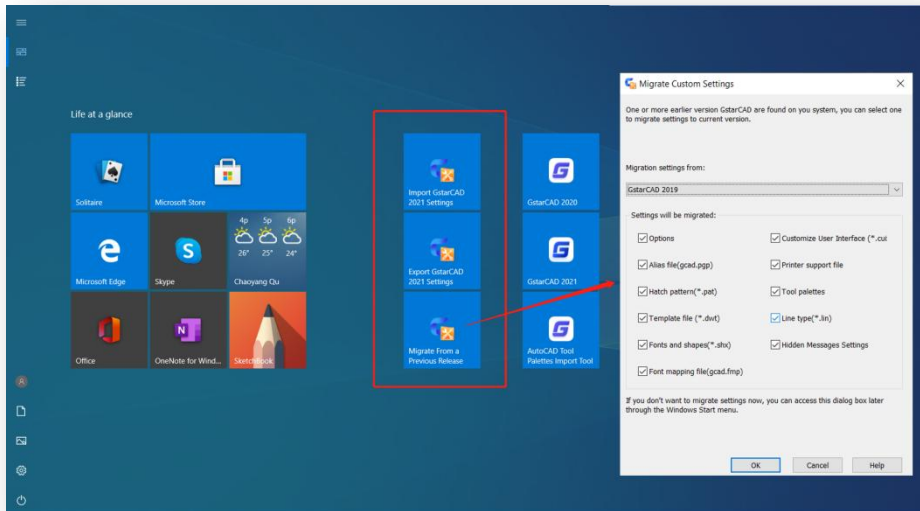 Life at a glance
Solitaire
Microsoft Store
Microsoft Edge
Skype
4p 5p 6p
26° 25° 24°
Chaoyang Qu
Office
OneNote for Wind...
Sketchbook
Import GstarCAD
2021 Settings
GstarCAD 2020
Export GstarCAD
2021 Settings
GstarCAD 2021
Migrate From a
Previous Release
AutoCAD Tool
Palettes Import Tool
Migrate Custom Settings
One or more earlier version GstarCAD are found on you system, you can select one
to migrate settings to current version.
Migration settings from:
GstarCAD 2019
Settings will be migrated:
Options
Customize User Interface (*.cui
Alias file(gcad.pgp)
Printer support file
Hatch pattern(*.pat)
Tool palettes
Template file (*.dwt)
Line type(*.lin)
Fonts and shapes(*.shx)
Hidden Messages Settings
Font mapping file(gcad.fmp)
If you don't want to migrate settings now, you can access this dialog box later
through the Windows Start menu.
OK
Cancel
Help